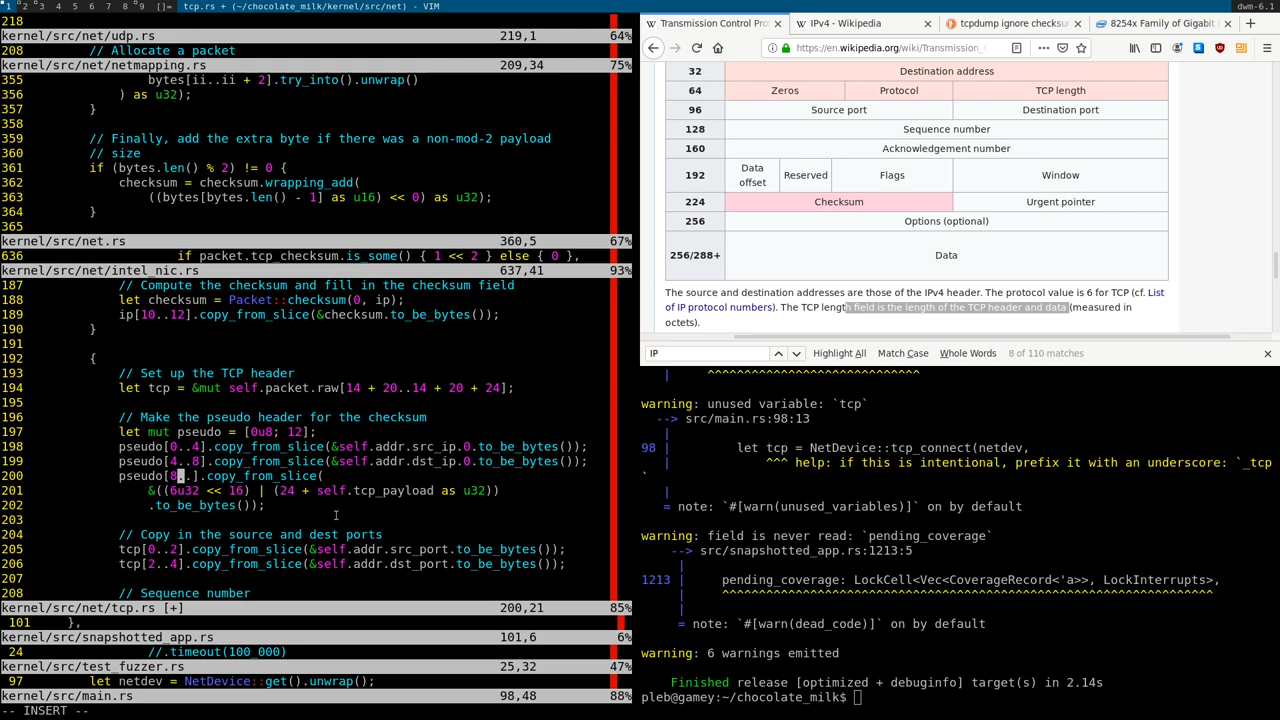 1 2 3 4 5 6 7 8 9 []= tcp.rs + (~/chocolate_milk/kernel/src/net) - VIM
dwm-6.1
218
kernel/src/net/udp.rs 219,1 64%
208 // Allocate a packet
kernel/src/net/netmapping.rs 209,34 75%
355 bytes[ii..ii + 2].try_into().unwrap()
356 ) as u32);
357 }
358
359 // Finally, add the extra byte if there was a non-mod-2 payload
360 // size
361 if (bytes.len() % 2) != 0 {
362 checksum = checksum.wrapping_add(
363 ((bytes[bytes.len() - 1] as u16) << 0) as u32);
364 }
365
kernel/src/net.rs 360,5 67%
636 if packet.tcp_checksum.is_some() { 1 << 2 } else { 0 },
kernel/src/net/intel_nic.rs 637,41 93%
187 // Compute the checksum and fill in the checksum field
188 let checksum = Packet::checksum(0, ip);
189 ip[10..12].copy_from_slice(&checksum.to_be_bytes());
190 }
191
192 {
193 // Set up the TCP header
194 let tcp = &mut self.packet.raw[14 + 20..14 + 20 + 24];
195
196 // Make the pseudo header for the checksum
197 let mut pseudo = [0u8; 12];
198 pseudo[0..4].copy_from_slice(&self.addr.src_ip.0.to_be_bytes());
199 pseudo[4..8].copy_from_slice(&self.addr.dst_ip.0.to_be_bytes());
200 pseudo[8..].copy_from_slice(
201 &((6u32 << 16) | (24 + self.tcp_payload as u32))
202 .to_be_bytes());
203
204 // Copy in the source and dest ports
205 tcp[0..2].copy_from_slice(&self.addr.src_port.to_be_bytes());
206 tcp[2..4].copy_from_slice(&self.addr.dst_port.to_be_bytes());
207
208 // Sequence number
kernel/src/net/tcp.rs [+] 200,21 85%
101 },
kernel/src/snapshotted_app.rs 101,6 6%
24 //.timeout(100_000)
kernel/src/test_fuzzer.rs 25,32 47%
97 let netdev = NetDevice::get().unwrap();
kernel/src/main.rs 98,48 88%
-- INSERT --
Transmission Control Pro
IPv4 - Wikipedia
tcpdump ignore checksu
8254x Family of Gigabit
https://en.wikipedia.org/wiki/Transmission_
32 Destination address
64 Zeros Protocol TCP length
96 Source port Destination port
128 Sequence number
160 Acknowledgement number
192 Data offset Reserved Flags Window
224 Checksum Urgent pointer
256 Options (optional)
256/288+ Data
The source and destination addresses are those of the IPv4 header. The protocol value is 6 for TCP (cf. List
of IP protocol numbers). The TCP length field is the length of the TCP header and data (measured in
octets).
IP
Highlight All Match Case Whole Words 8 of 110 matches
| ^^^^^^^^^^^^^^^^^^^^
warning: unused variable: `tcp`
--> src/main.rs:98:13
|
98 | let tcp = NetDevice::tcp_connect(netdev,
| ^^^ help: if this is intentional, prefix it with an underscore: `_tcp
`
|
= note: `#[warn(unused_variables)]` on by default
warning: field is never read: `pending_coverage`
--> src/snapshotted_app.rs:1213:5
|
1213 | pending_coverage: LockCell<Vec<CoverageRecord<'a>>, LockInterrupts>,
| ^^^^^^^^^^^^^^^^^^^^^^^^^^^^^^^^^^^^^^^^^^^^^^^^^^^^^^^^^^^^^^^^^^^
|
= note: `#[warn(dead_code)]` on by default
warning: 6 warnings emitted
Finished release [optimized + debuginfo] target(s) in 2.14s
pleb@gamey:~/chocolate_milk$